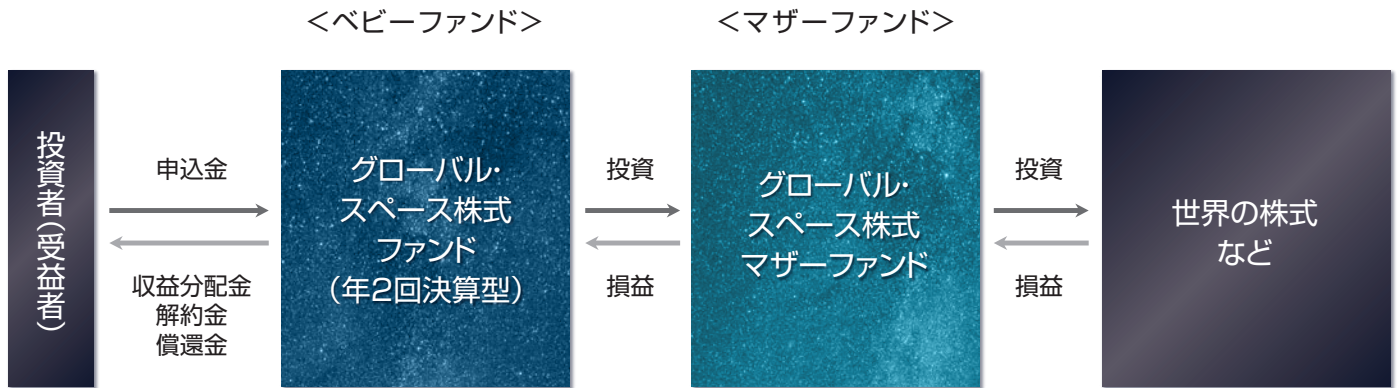 ＜ベビーファンド＞
＜マザーファンド＞
投資者（受益者）
申込金
収益分配金
解約金
償還金
グローバル・
スペース株式
ファンド
（年2回決算型）
投資
損益
グローバル・
スペース株式
マザーファンド
投資
損益
世界の株式
など